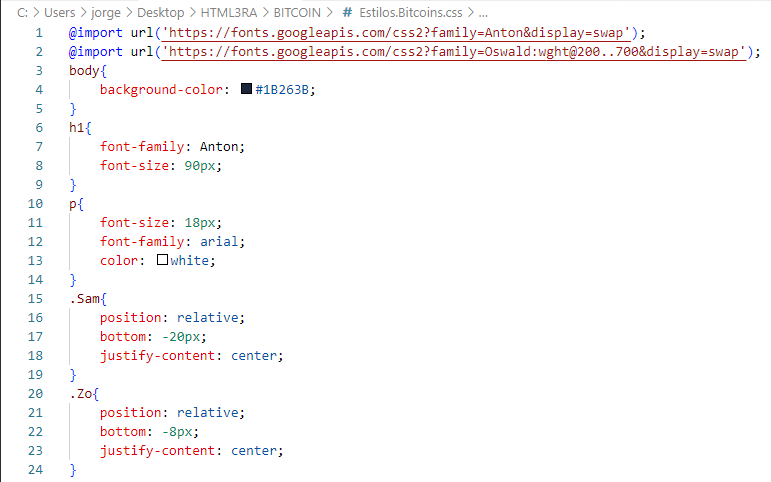 C: > Users > jorge > Desktop > HTML3RA > BITCOIN > # Estilos.Bitcoins.css > ...
1 @import url('https://fonts.googleapis.com/css2?family=Anton&display=swap');
2 @import url('https://fonts.googleapis.com/css2?family=Oswald:wght@200..700&display=swap');
3 body{
4     background-color: #1B263B;
5 }
6 h1{
7     font-family: Anton;
8     font-size: 90px;
9 }
10 p{
11     font-size: 18px;
12     font-family: arial;
13     color: white;
14 }
15 .Sam{
16     position: relative;
17     bottom: -20px;
18     justify-content: center;
19 }
20 .Zo{
21     position: relative;
22     bottom: -8px;
23     justify-content: center;
24 }